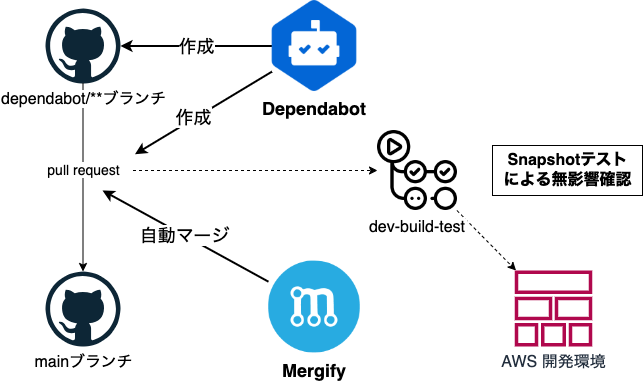 作成
dependabot/**ブランチ
Dependabot
作成
pull request
Snapshotテスト
による無影響確認
dev-build-test
自動マージ
mainブランチ
Mergify
AWS 開発環境